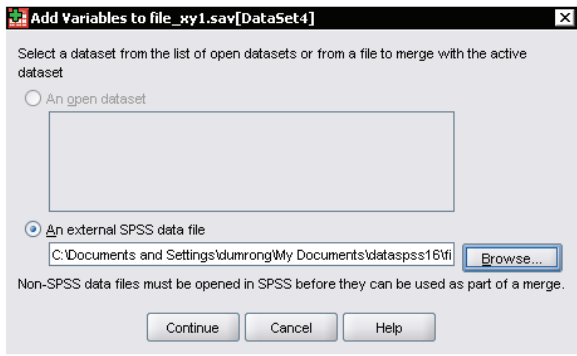 Add Variables to file_xy1.sav[DataSet4]
Select a dataset from the list of open datasets or from a file to merge with the active
dataset
An open dataset
An external SPSS data file
C:\Documents and Settings\dumrong\My Documents\dataspss16\fi
Browse...
Non-SPSS data files must be opened in SPSS before they can be used as part of a merge.
Continue
Cancel
Help